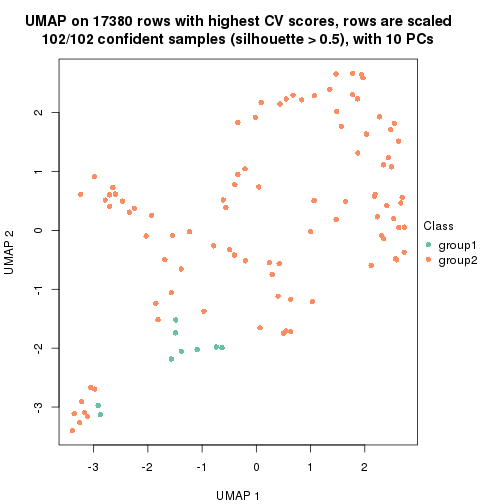 UMAP on 17380 rows with highest CV scores, rows are scaled
102/102 confident samples (silhouette > 0.5), with 10 PCs
2
1
0
-1
-2
-3
UMAP 2
-3 -2 -1 0 1 2
UMAP 1
Class
group1
group2